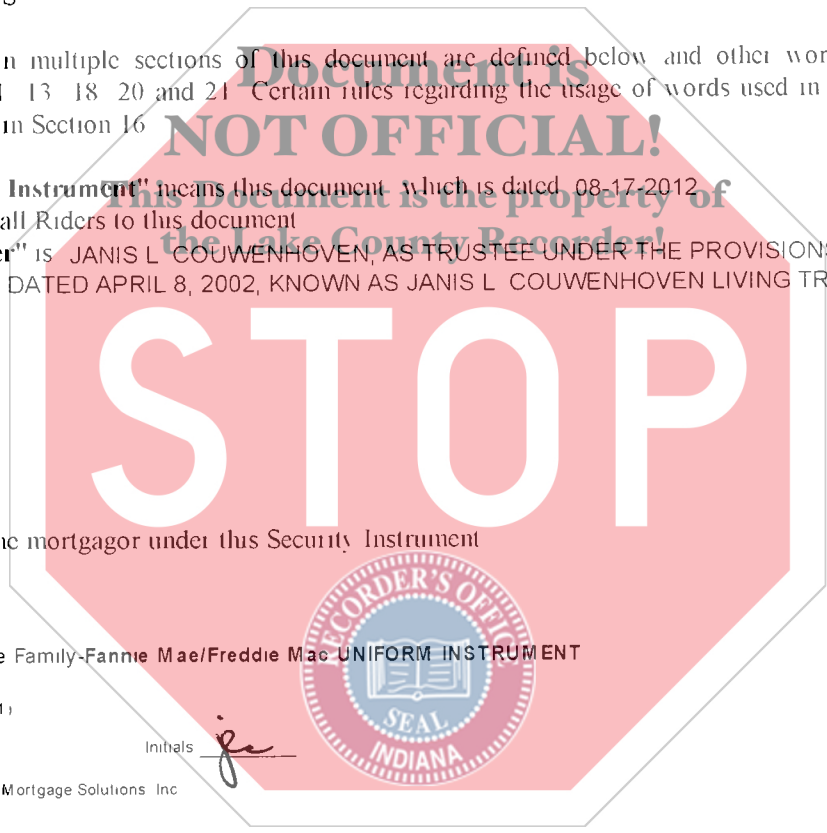 n multiple sections of this document are defined below and other wor
13 18 20 and 21 Certain rules regarding the usage of words used in
in Section 16
Document is
NOT OFFICIAL!
This Document is the property of
the Lake County Recorder!
Instrument" means this document which is dated 08-17-2012
all Riders to this document
er" is JANIS L COUWENHOVEN, AS TRUSTEE UNDER THE PROVISIONS
DATED APRIL 8, 2002, KNOWN AS JANIS L COUWENHOVEN LIVING TR
STOP
mortgagor under this Security Instrument
RECORDER'S OFFICE
SEAL
INDIANA
e Family-Fannie Mae/Freddie Mac UNIFORM INSTRUMENT
Initials jc
Mortgage Solutions Inc